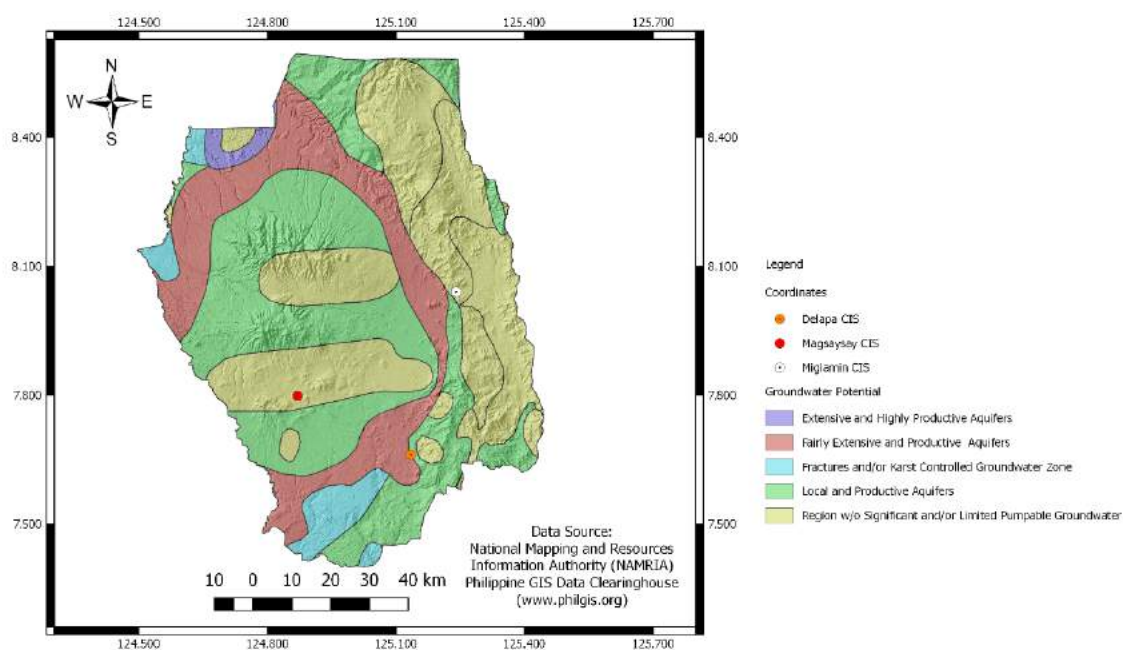 124.500 124.800 125.100 125.400 125.700
N
W E
S
8.400 8.400
8.100 8.100
7.800 7.800
7.500 7.500
Legend
Coordinates
Delapa CIS
Magsaysay CIS
Miglamin CIS
Groundwater Potential
Extensive and Highly Productive Aquifers
Fairly Extensive and Productive Aquifers
Fractures and/or Karst Controlled Groundwater Zone
Local and Productive Aquifers
Region w/o Significant and/or Limited Pumpable Groundwater
Data Source:
National Mapping and Resources
Information Authority (NAMRIA)
Philippine GIS Data Clearinghouse
(www.philgis.org)
10 0 10 20 30 40 km
124.500 124.800 125.100 125.400 125.700